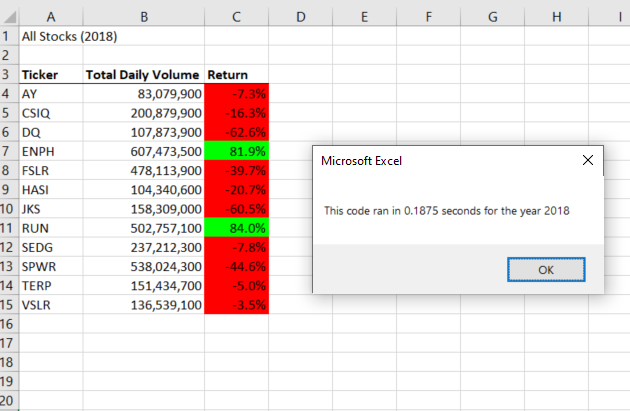 A B C D E F G H I
1 All Stocks (2018)
2
3 Ticker Total Daily Volume Return
4 AY 83,079,900 -7.3%
5 CSIQ 200,879,900 -16.3%
6 DQ 107,873,900 -62.6%
7 ENPH 607,473,500 81.9%
8 FSLR 478,113,900 -39.7%
9 HASI 104,340,600 -20.7%
10 JKS 158,309,000 -60.5%
11 RUN 502,757,100 84.0%
12 SEDG 237,212,300 -7.8%
13 SPWR 538,024,300 -44.6%
14 TERP 151,434,700 -5.0%
15 VSLR 136,539,100 -3.5%
16
17
18
19
20
Microsoft Excel
This code ran in 0.1875 seconds for the year 2018
OK